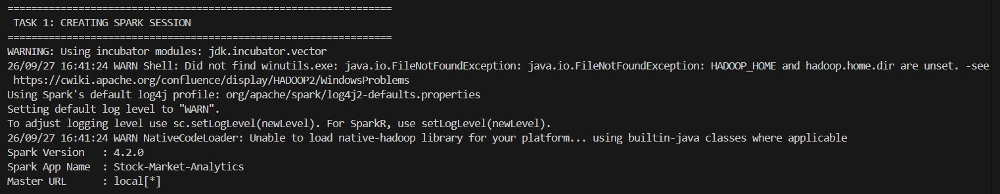 =================================================================
 TASK 1: CREATING SPARK SESSION
=================================================================
WARNING: Using incubator modules: jdk.incubator.vector
26/09/27 16:41:24 WARN Shell: Did not find winutils.exe: java.io.FileNotFoundException: java.io.FileNotFoundException: HADOOP_HOME and hadoop.home.dir are unset. -see
 https://cwiki.apache.org/confluence/display/HADOOP2/WindowsProblems
Using Spark's default log4j profile: org/apache/spark/log4j2-defaults.properties
Setting default log level to "WARN".
To adjust logging level use sc.setLogLevel(newLevel). For SparkR, use setLogLevel(newLevel).
26/09/27 16:41:24 WARN NativeCodeLoader: Unable to load native-hadoop library for your platform... using builtin-java classes where applicable
Spark Version   : 4.2.0
Spark App Name  : Stock-Market-Analytics
Master URL      : local[*]